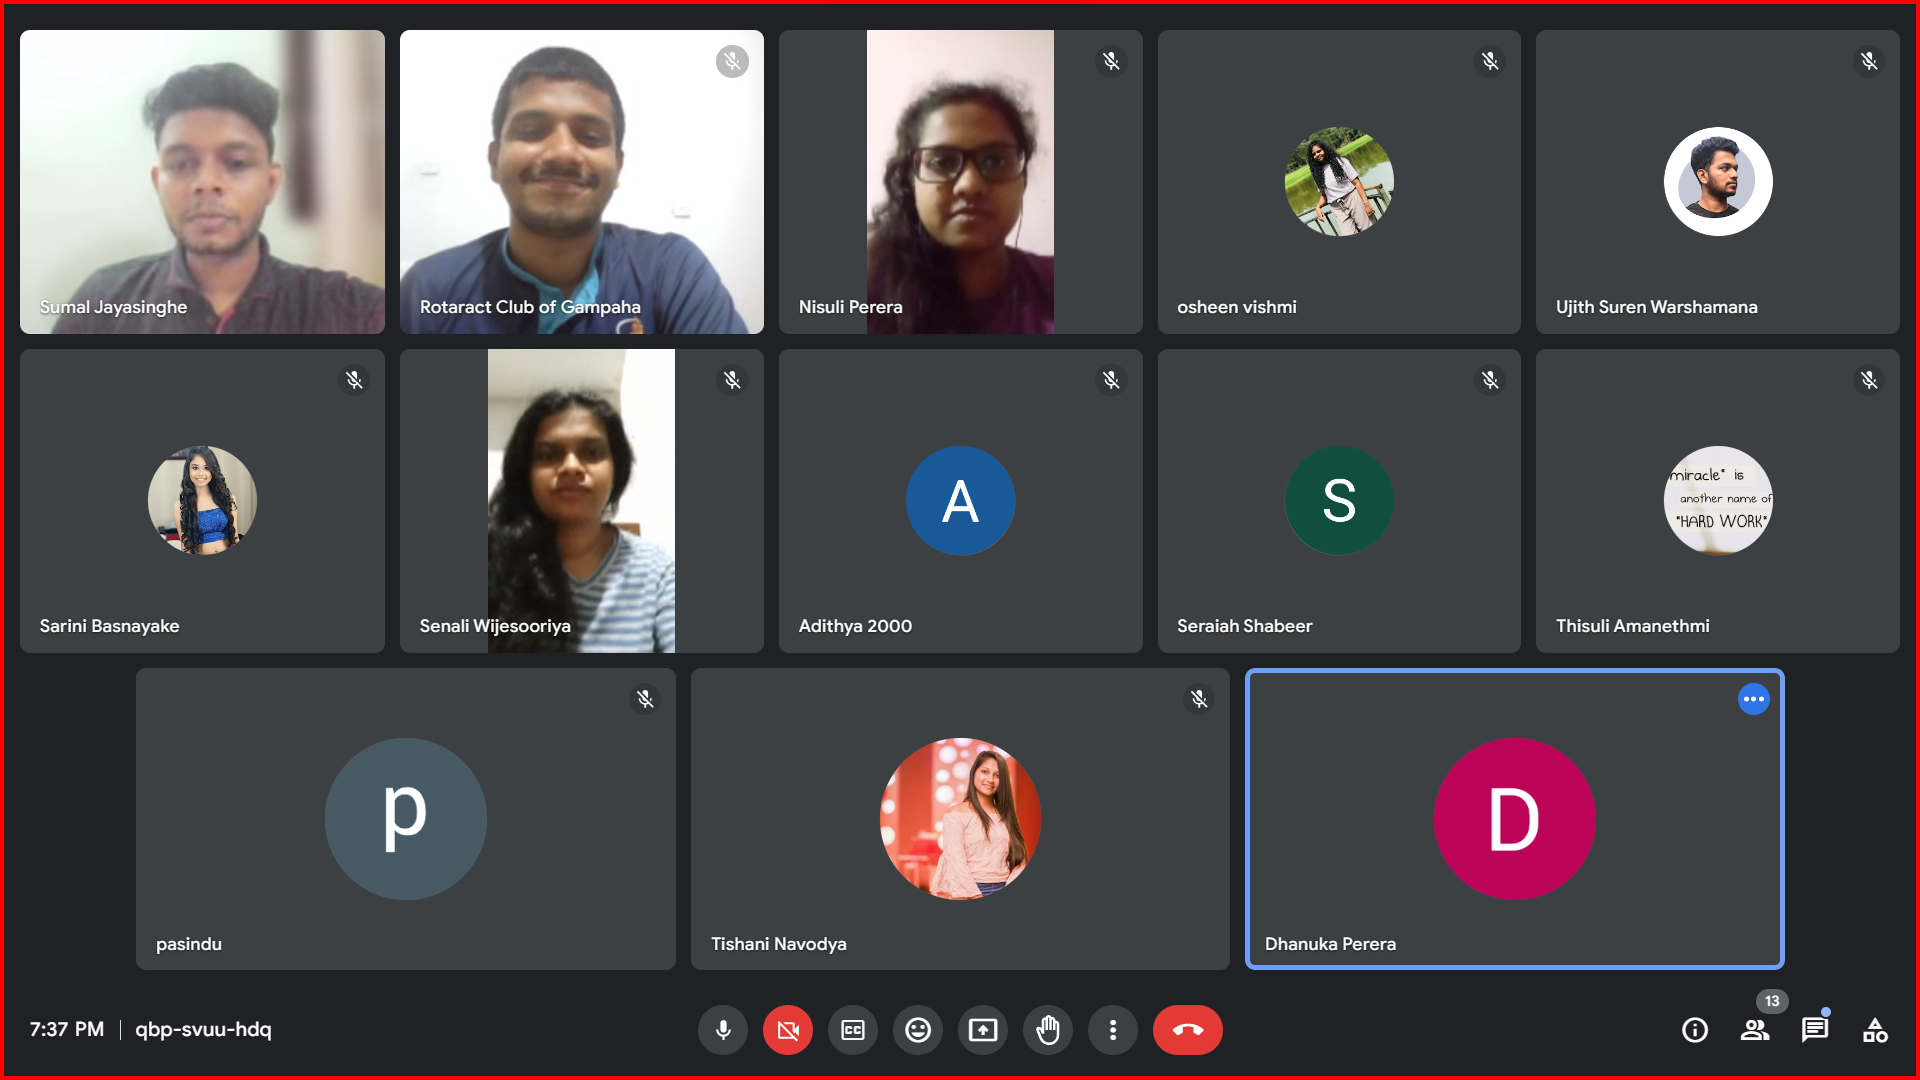 Sumal Jayasinghe
Rotaract Club of Gampaha
Nisuli Perera
osheen vishmi
Ujith Suren Warshamana
Sarini Basnayake
Senali Wijesooriya
A
Adithya 2000
S
Seraiah Shabeer
miracle" is
another name of
"HARD WORK"
Thisuli Amanethmi
p
pasindu
Tishani Navodya
D
Dhanuka Perera
7:37 PM | qbp-svuu-hdq
CC
13